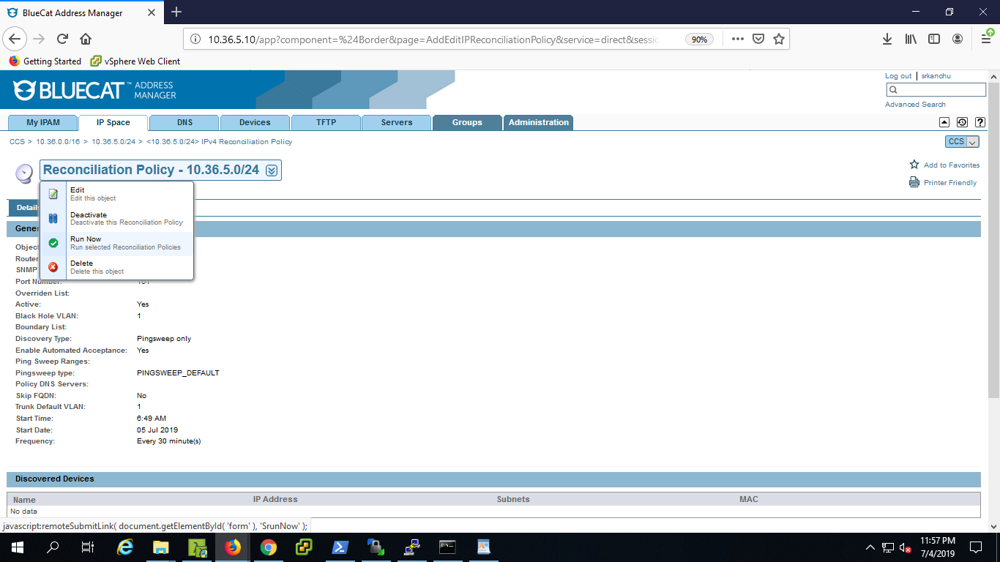 BlueCat Address Manager
10.36.5.10/app?component=%24Border&page=AddEditIPReconciliationPolicy&service=direct&sessic
90%
Getting Started
vSphere Web Client
BLUECAT™ ADDRESS MANAGER
Log out | srkanchu
Advanced Search
My IPAM
IP Space
DNS
Devices
TFTP
Servers
Groups
Administration
CCS > 10.36.0.0/16 > 10.36.5.0/24 > <10.36.5.0/24> IPv4 Reconciliation Policy
CCS
Reconciliation Policy - 10.36.5.0/24
Add to Favorites
Printer Friendly
Edit
Edit this object
Deactivate
Deactivate this Reconciliation Policy
Run Now
Run selected Reconciliation Policies
Delete
Delete this object
Details
Gener
Object
Router
SNMP
Port Number: 161
Overriden List:
Active: Yes
Black Hole VLAN: 1
Boundary List:
Discovery Type: Pingsweep only
Enable Automated Acceptance: Yes
Ping Sweep Ranges:
Pingsweep type: PINGSWEEP_DEFAULT
Policy DNS Servers:
Skip FQDN: No
Trunk Default VLAN: 1
Start Time: 6:49 AM
Start Date: 05 Jul 2019
Frequency: Every 30 minute(s)
Discovered Devices
Name IP Address Subnets MAC
No data
javascript:remoteSubmitLink( document.getElementById( 'form' ), 'SrunNow' );
11:57 PM
7/4/2019